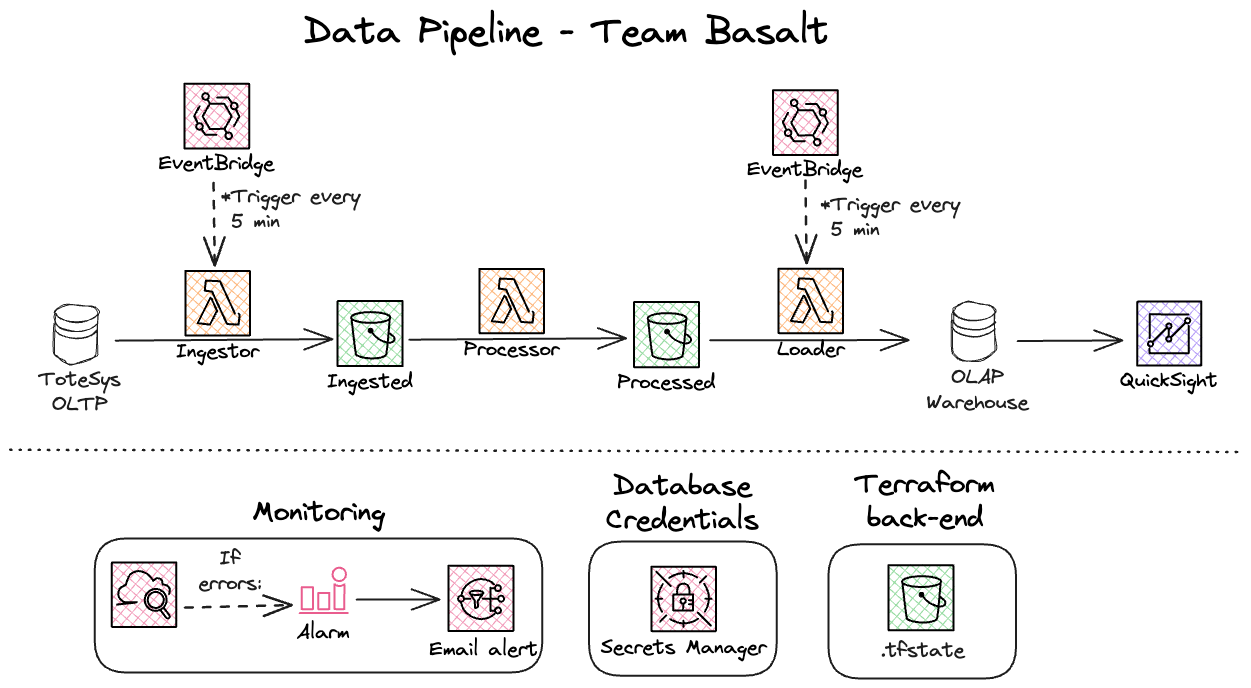 Data Pipeline - Team Basalt
EventBridge
*Trigger every
5 min
EventBridge
*Trigger every
5 min
ToteSys
OLTP
Ingestor
Ingested
Processor
Processed
Loader
OLAP
Warehouse
QuickSight
Monitoring
If
errors:
Alarm
Email alert
Database
Credentials
Secrets Manager
Terraform
back-end
.tfstate